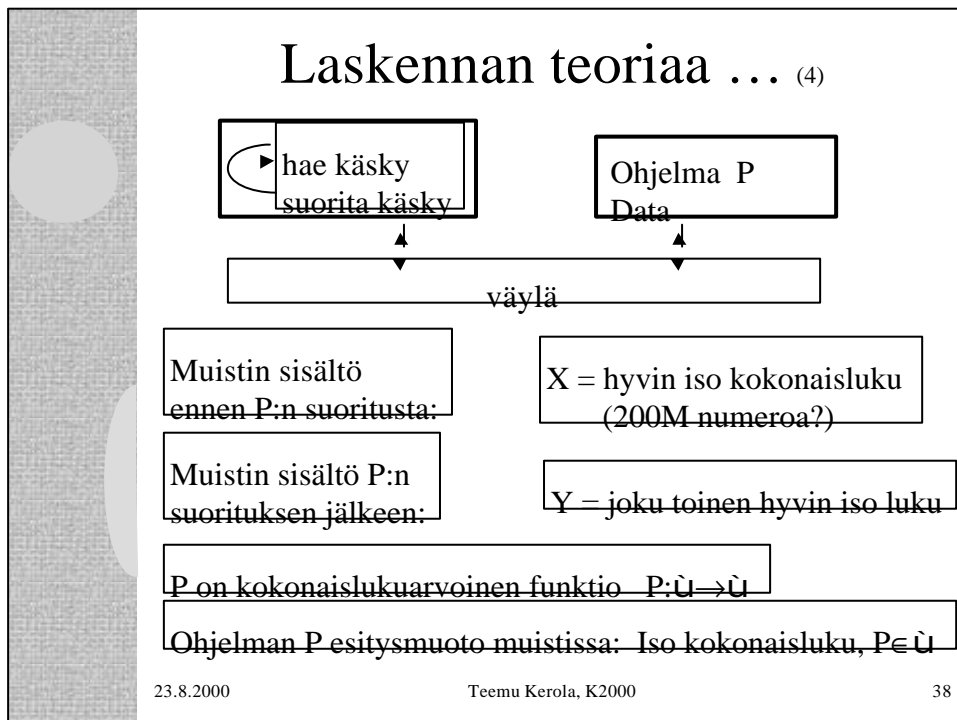 Laskennan teoriaa … (4)
hae käsky
suorita käsky
Ohjelma P
Data
väylä
Muistin sisältö
ennen P:n suoritusta:
X = hyvin iso kokonaisluku
(200M numeroa?)
Muistin sisältö P:n
suorituksen jälkeen:
Y = joku toinen hyvin iso luku
P on kokonaislukuarvoinen funktio P:Ù→Ù
Ohjelman P esitysmuoto muistissa: Iso kokonaisluku, P∈Ù
23.8.2000 Teemu Kerola, K2000 38